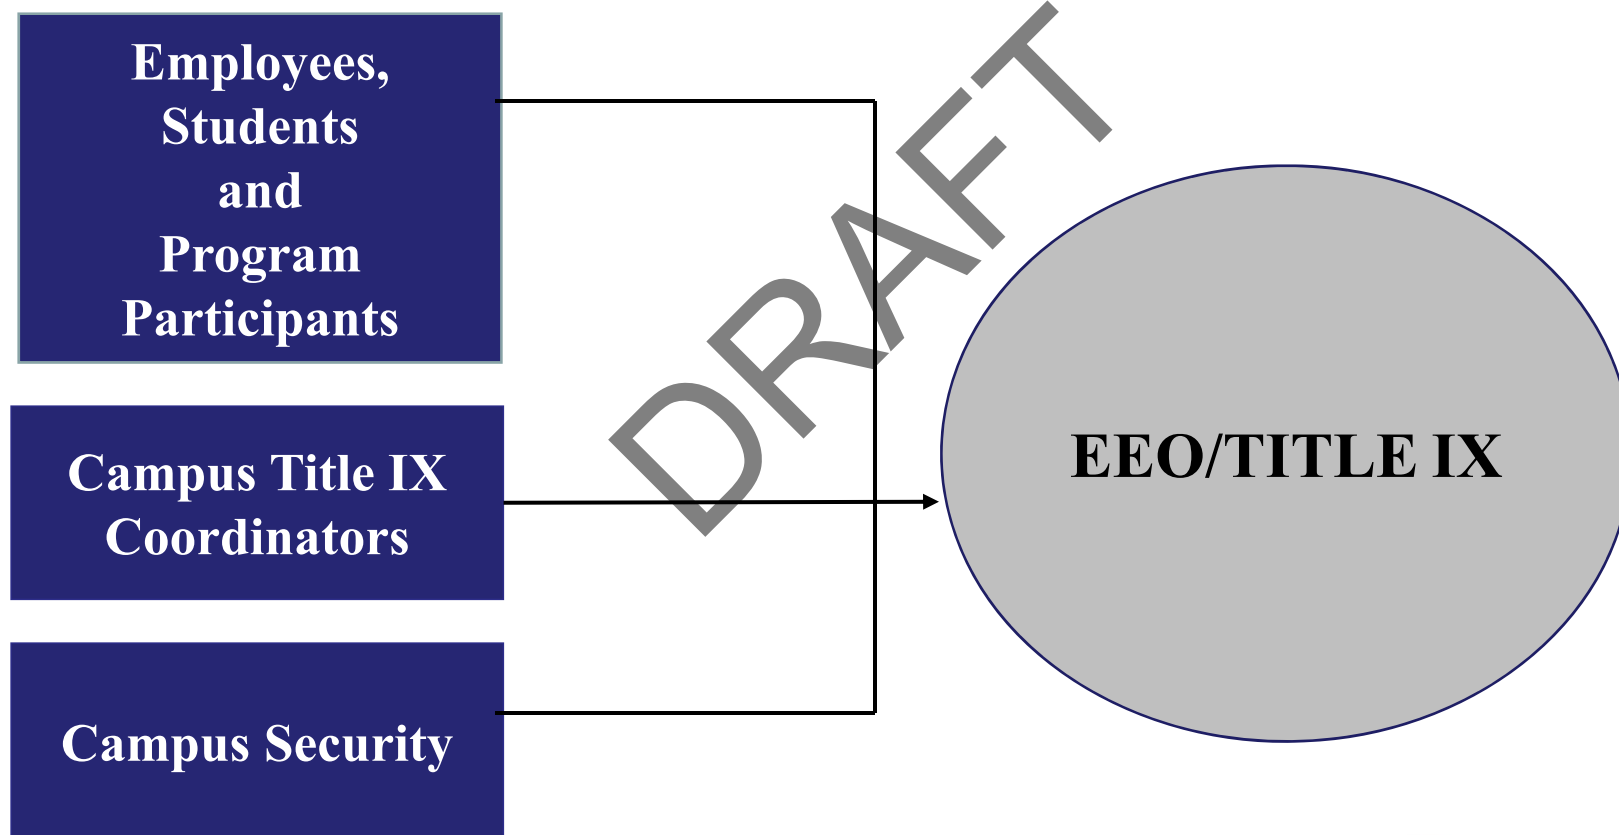 Employees,
Students
and
Program
Participants
Campus Title IX
Coordinators
Campus Security
DRAFT
EEO/TITLE IX